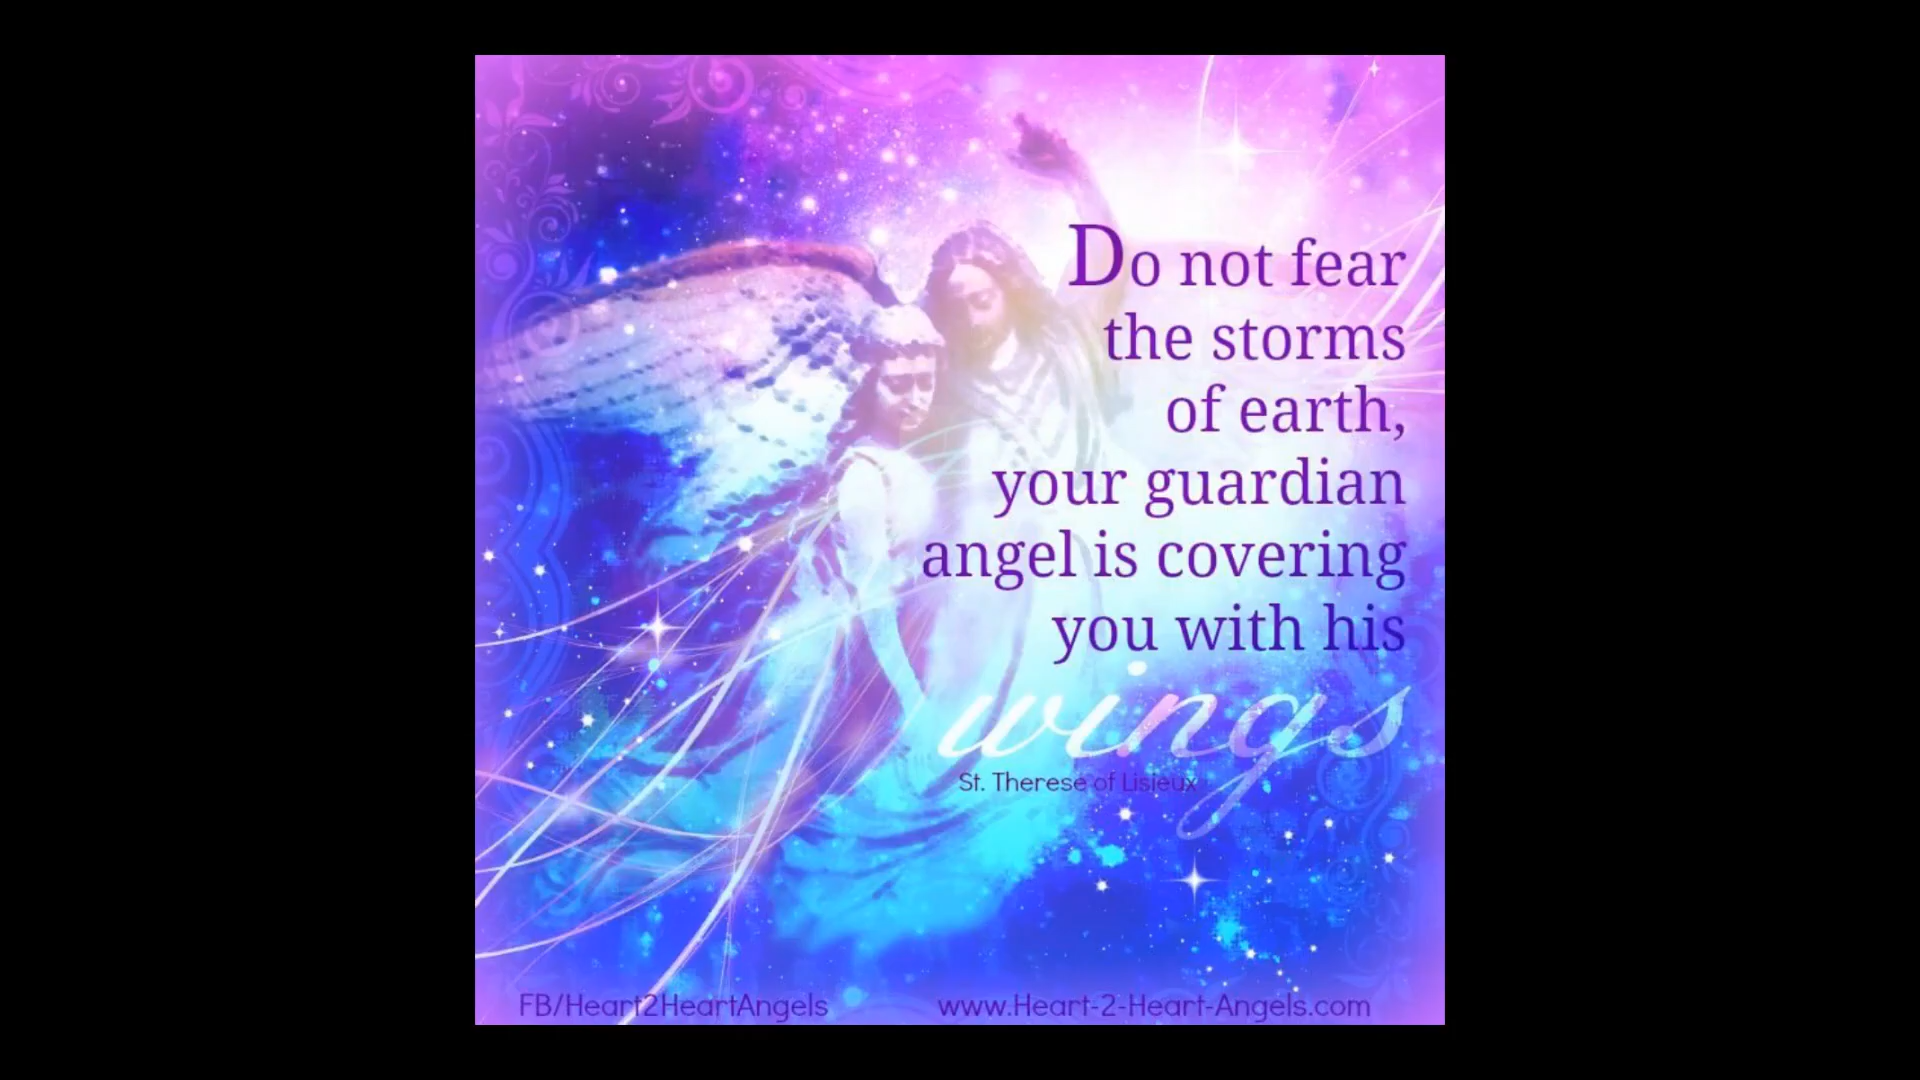 Do not fear
the storms
of earth,
your guardian
angel is covering
you with his
wings
St. Therese of Lisieux
FB/Heart2HeartAngels
www.Heart-2-Heart-Angels.com